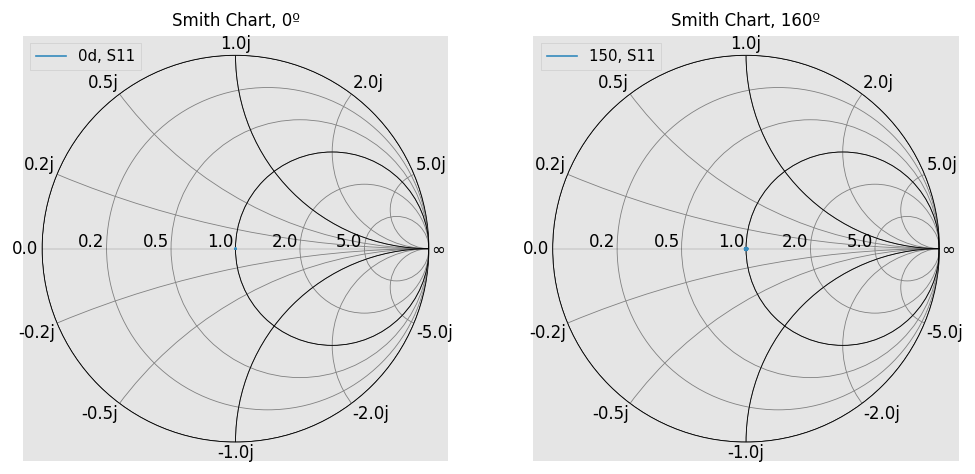 Smith Chart, 0º
0d, S11
1.0j
0.5j
2.0j
0.2j
5.0j
0.0
0.2
0.5
1.0
2.0
5.0
∞
-0.2j
-5.0j
-0.5j
-2.0j
-1.0j
Smith Chart, 160º
150, S11
1.0j
0.5j
2.0j
0.2j
5.0j
0.0
0.2
0.5
1.0
2.0
5.0
∞
-0.2j
-5.0j
-0.5j
-2.0j
-1.0j